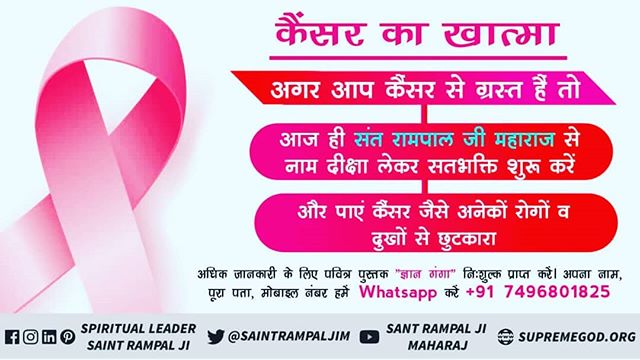 कैंसर का खात्मा
अगर आप कैंसर से ग्रस्त हैं तो
आज ही संत रामपाल जी महाराज से
नाम दीक्षा लेकर सतभक्ति शुरू करें
और पाएं कैंसर जैसे अनेकों रोगों व
दुखों से छुटकारा
अधिक जानकारी के लिए पवित्र पुस्तक "ज्ञान गंगा" निःशुल्क प्राप्त करें। अपना नाम,
पूरा पता, मोबाइल नंबर हमें Whatsapp करें +91 7496801825
SPIRITUAL LEADER
SAINT RAMPAL JI
@SAINTRAMPALJIM
SANT RAMPAL JI
MAHARAJ
SUPREMEGOD.ORG